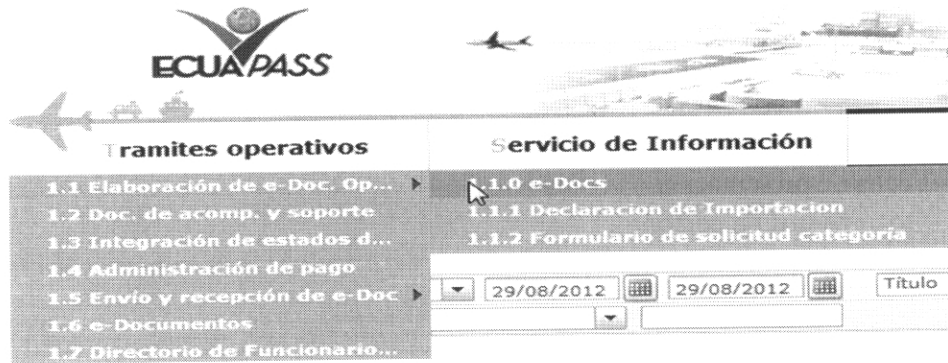 ECUAPASS
Tramites operativos
Servicio de Información
1.1 Elaboración de e-Doc. Op...
1.1.0 e-Docs
1.2 Doc. de acomp. y soporte
1.1.1 Declaracion de Importacion
1.3 Integración de estados d...
1.1.2 Formulario de solicitud categoría
1.4 Administración de pago
1.5 Envío y recepción de e-Doc
29/08/2012
29/08/2012
Título
1.6 e-Documentos
1.7 Directorio de Funcionario...